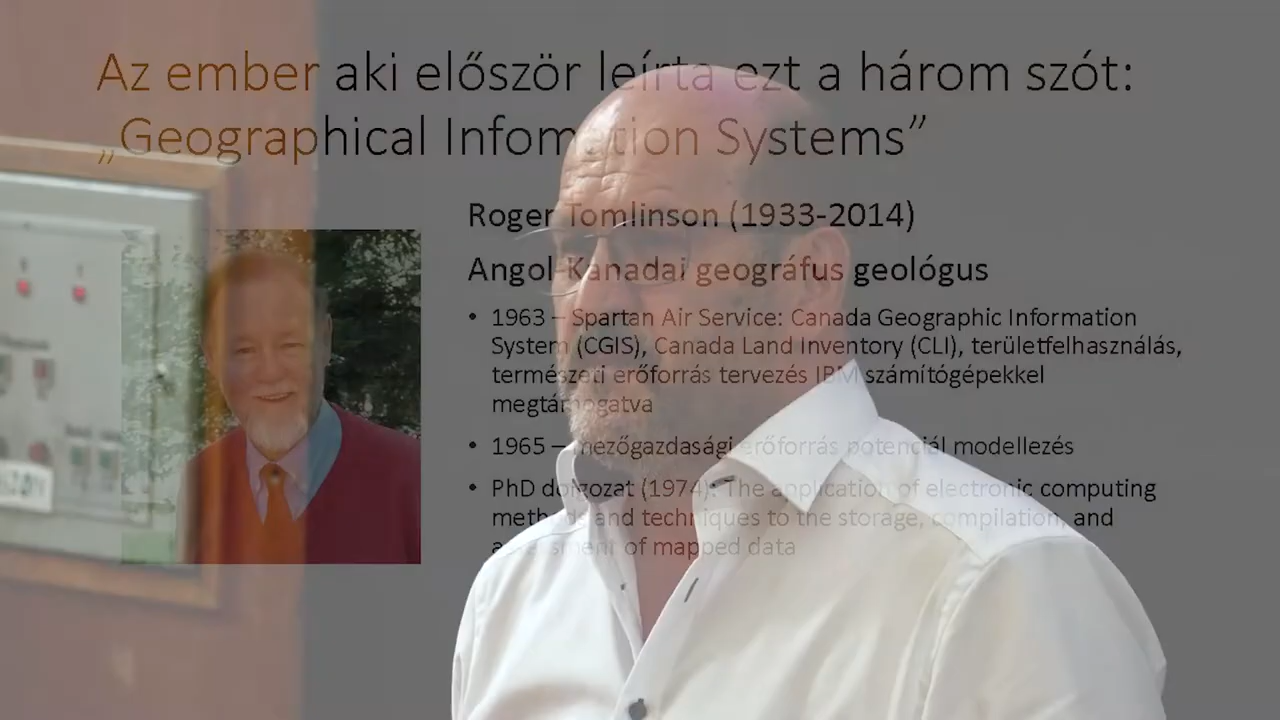 Az ember aki először leírta ezt a három szót:
„Geographical Infomation Systems”
Roger Tomlinson (1933-2014)
Angol-Kanadai geográfus geológus
• 1963 – Spartan Air Service: Canada Geographic Information
System (CGIS), Canada Land Inventory (CLI), területfelhasználás,
természeti erőforrás tervezés IBM számítógépekkel
megtámogatva
• 1965 – mezőgazdasági erőforrás potenciál modellezés
• PhD dolgozat (1974): The application of electronic computing
methods and techniques to the storage, compilation, and
assessment of mapped data